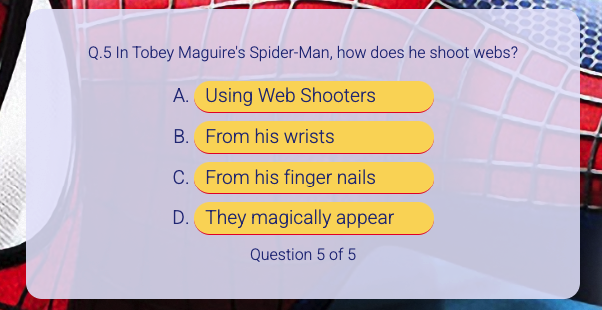 Q.5 In Tobey Maguire's Spider-Man, how does he shoot webs?
A. Using Web Shooters
B. From his wrists
C. From his finger nails
D. They magically appear
Question 5 of 5